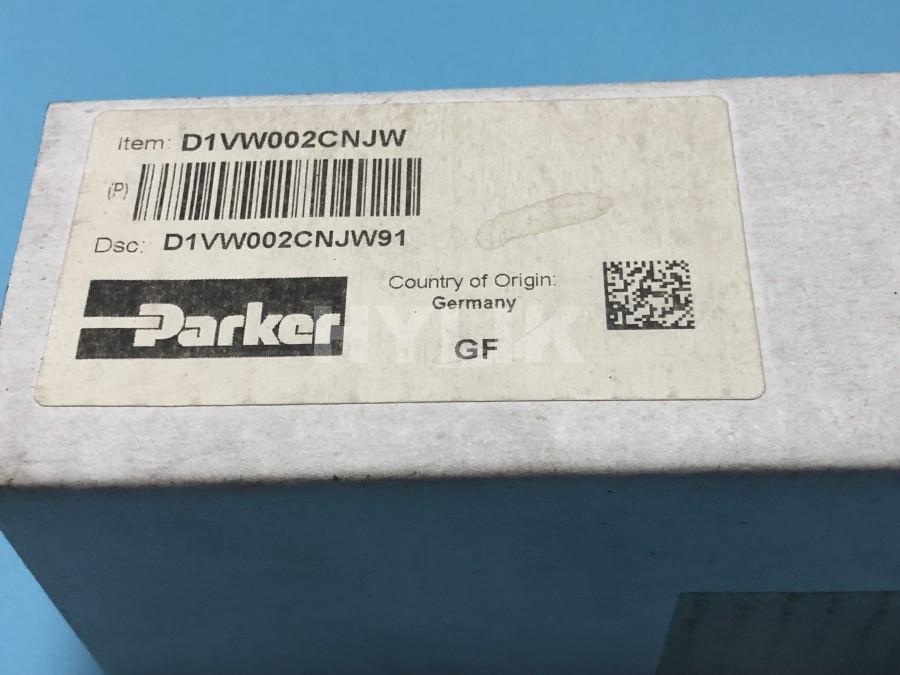 Item: D1VW002CNJW
(P)
Dsc: D1VW002CNJW91
Parker
Country of Origin:
Germany
GF